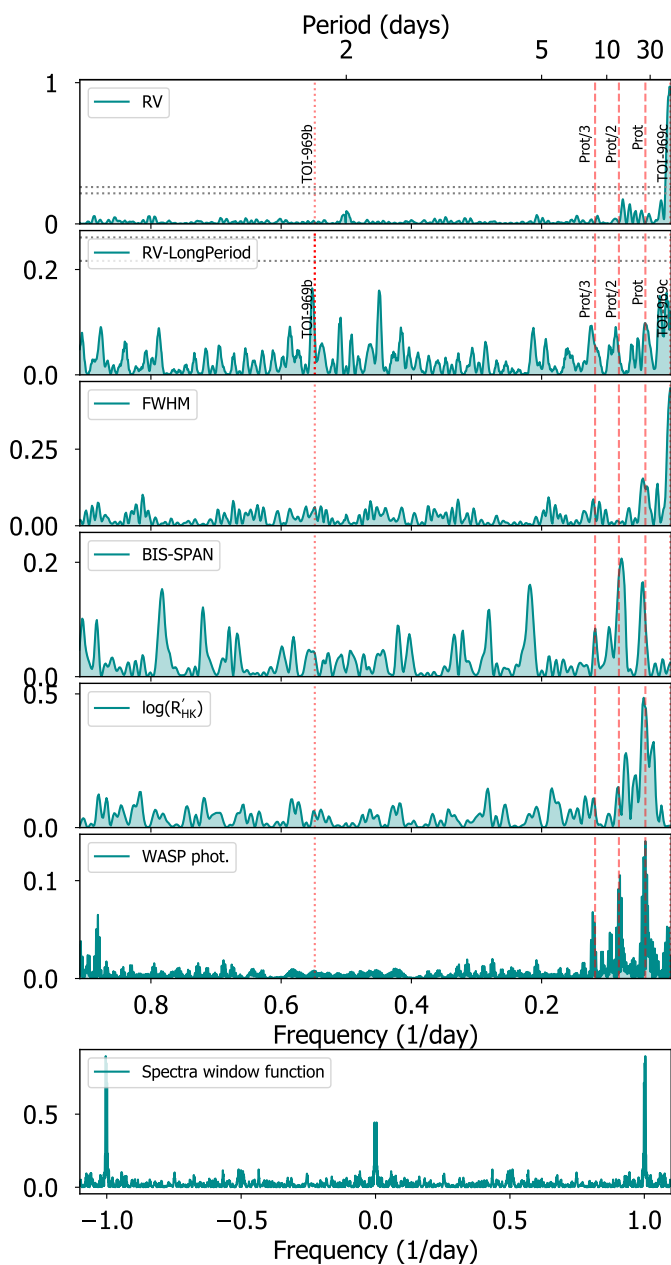 Period (days)
2 5 10 30
1
RV
TOI-969b
Prot/3
Prot/2
Prot
TOI-969c
0
RV-LongPeriod
0.2
TOI-969b
Prot/3
Prot/2
Prot
TOI-969c
0.0
FWHM
0.25
0.00
BIS-SPAN
0.2
0.0
0.5
log(R′HK)
0.0
WASP phot.
0.1
0.0
0.8 0.6 0.4 0.2
Frequency (1/day)
Spectra window function
0.5
0.0
−1.0 −0.5 0.0 0.5 1.0
Frequency (1/day)